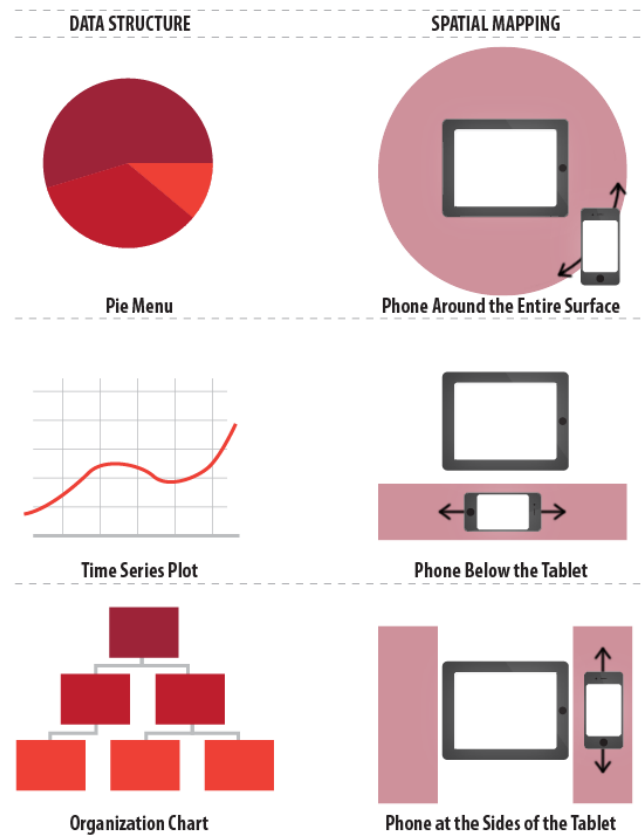 DATA STRUCTURE
SPATIAL MAPPING
Pie Menu
Phone Around the Entire Surface
Time Series Plot
Phone Below the Tablet
Organization Chart
Phone at the Sides of the Tablet